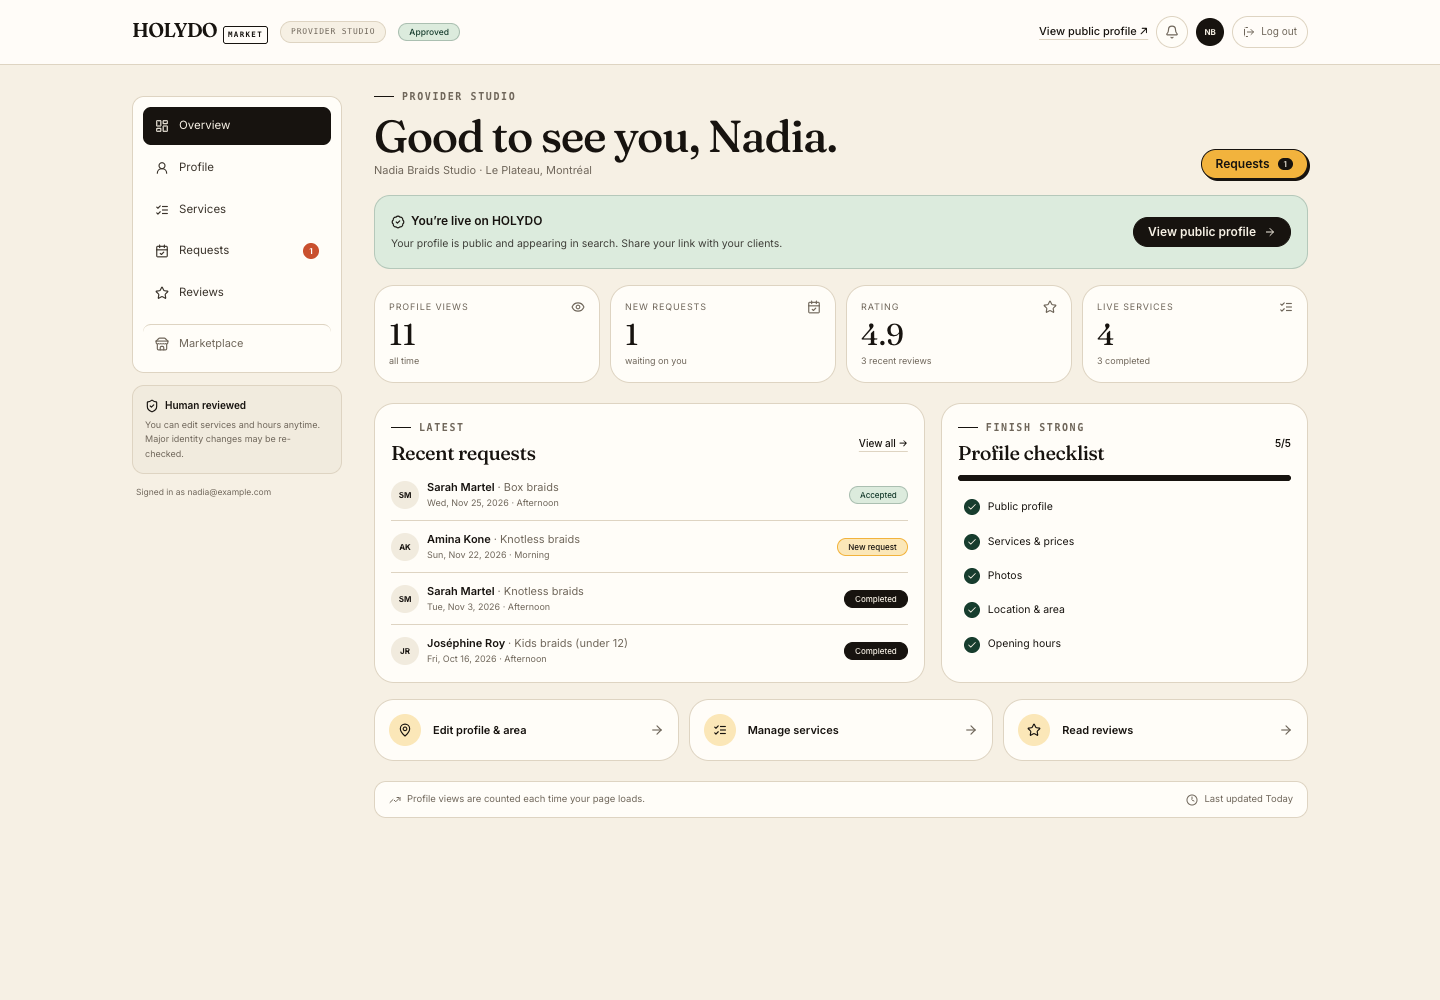 HOLYDO MARKET
PROVIDER STUDIO
Approved
View public profile ↗
NB
Log out
Overview
Profile
Services
Requests 1
Reviews
Marketplace
Human reviewed
You can edit services and hours anytime.
Major identity changes may be re-
checked.
Signed in as nadia@example.com
PROVIDER STUDIO
Good to see you, Nadia.
Nadia Braids Studio · Le Plateau, Montréal
Requests 1
You’re live on HOLYDO
Your profile is public and appearing in search. Share your link with your clients.
View public profile →
PROFILE VIEWS
11
all time
NEW REQUESTS
1
waiting on you
RATING
4.9
3 recent reviews
LIVE SERVICES
4
3 completed
LATEST
Recent requests
View all →
SM
Sarah Martel · Box braids
Wed, Nov 25, 2026 · Afternoon
Accepted
AK
Amina Kone · Knotless braids
Sun, Nov 22, 2026 · Morning
New request
SM
Sarah Martel · Knotless braids
Tue, Nov 3, 2026 · Afternoon
Completed
JR
Joséphine Roy · Kids braids (under 12)
Fri, Oct 16, 2026 · Afternoon
Completed
FINISH STRONG
Profile checklist
5/5
Public profile
Services & prices
Photos
Location & area
Opening hours
Edit profile & area
Manage services
Read reviews
Profile views are counted each time your page loads.
Last updated Today